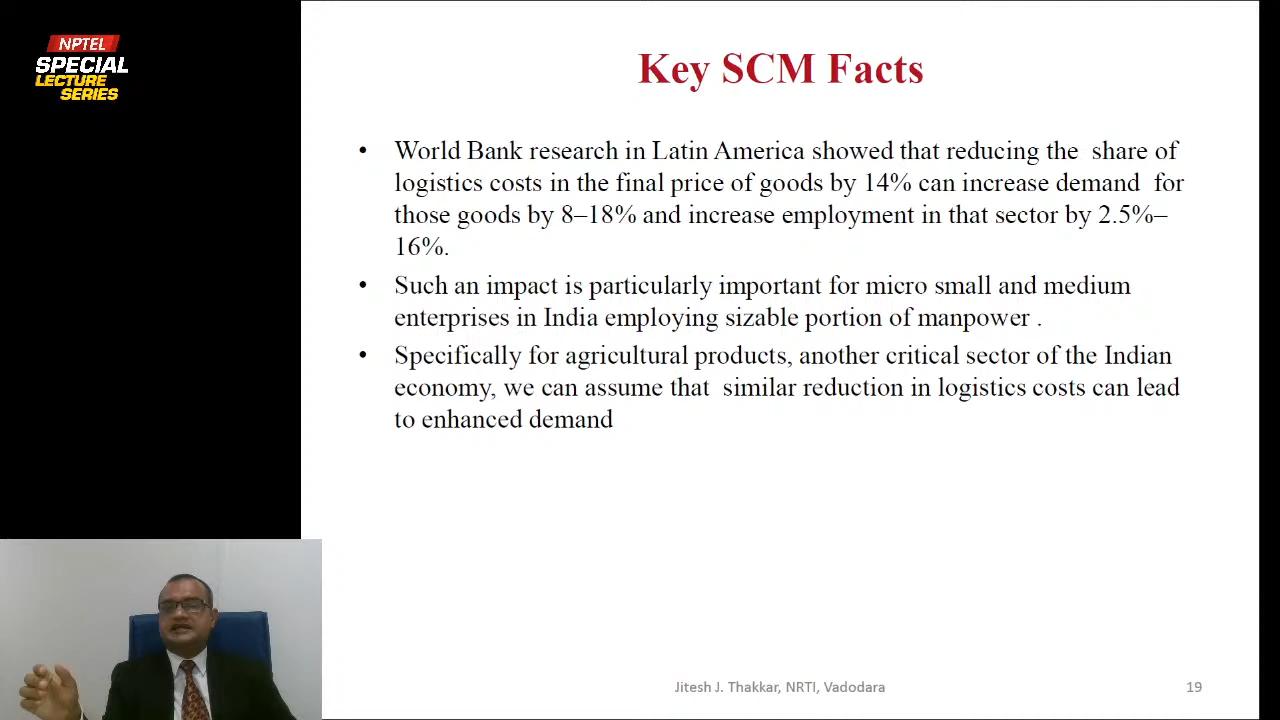 NPTEL
SPECIAL
LECTURE
SERIES
Key SCM Facts
• World Bank research in Latin America showed that reducing the share of
logistics costs in the final price of goods by 14% can increase demand for
those goods by 8–18% and increase employment in that sector by 2.5%–
16%.
• Such an impact is particularly important for micro small and medium
enterprises in India employing sizable portion of manpower .
• Specifically for agricultural products, another critical sector of the Indian
economy, we can assume that similar reduction in logistics costs can lead
to enhanced demand
Jitesh J. Thakkar, NRTI, Vadodara
19